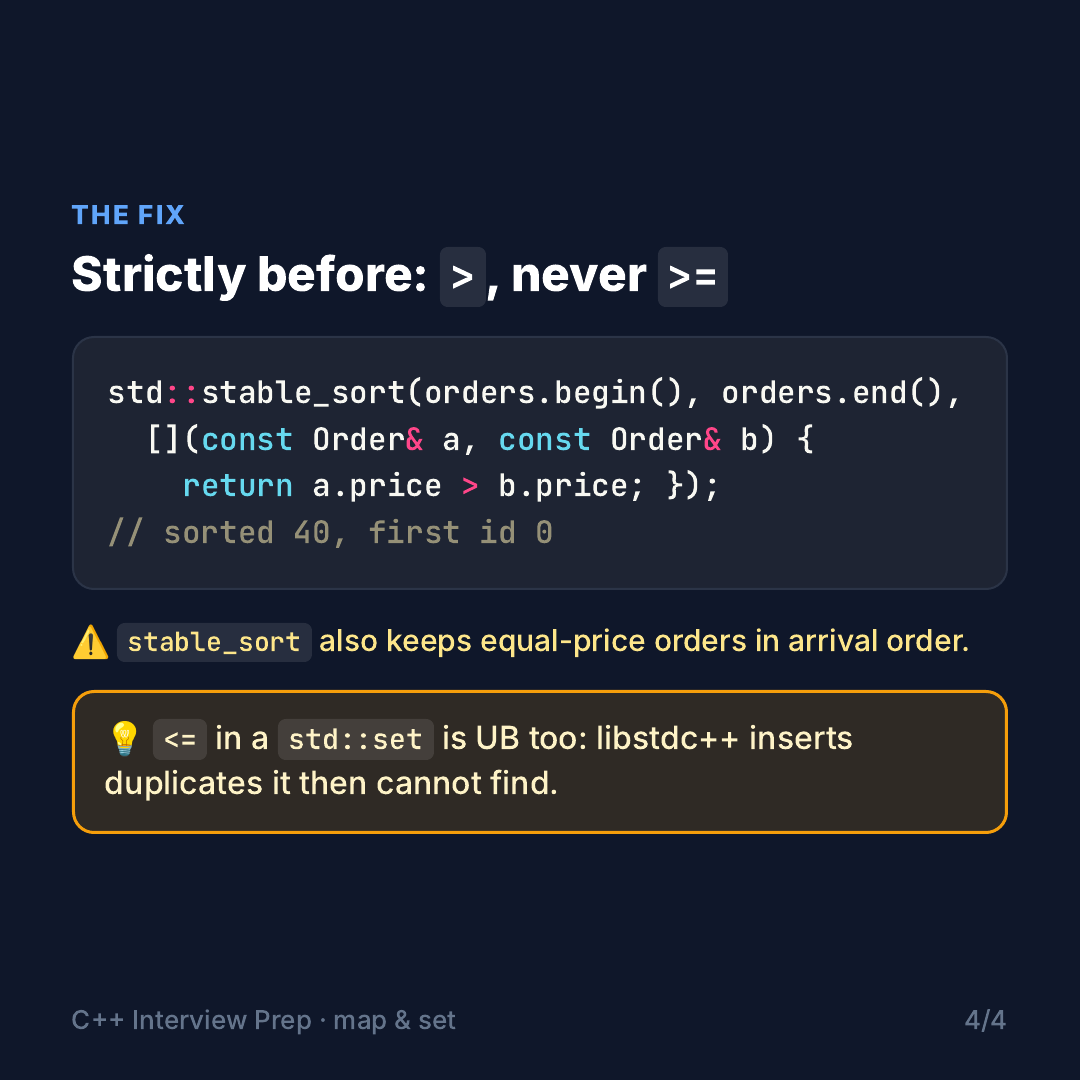 THE FIX
Strictly before: >, never >=
std::stable_sort(orders.begin(), orders.end(),
  [](const Order& a, const Order& b) {
    return a.price > b.price; });
// sorted 40, first id 0
⚠️ stable_sort also keeps equal-price orders in arrival order.
💡 <= in a std::set is UB too: libstdc++ inserts
duplicates it then cannot find.
C++ Interview Prep · map & set
4/4